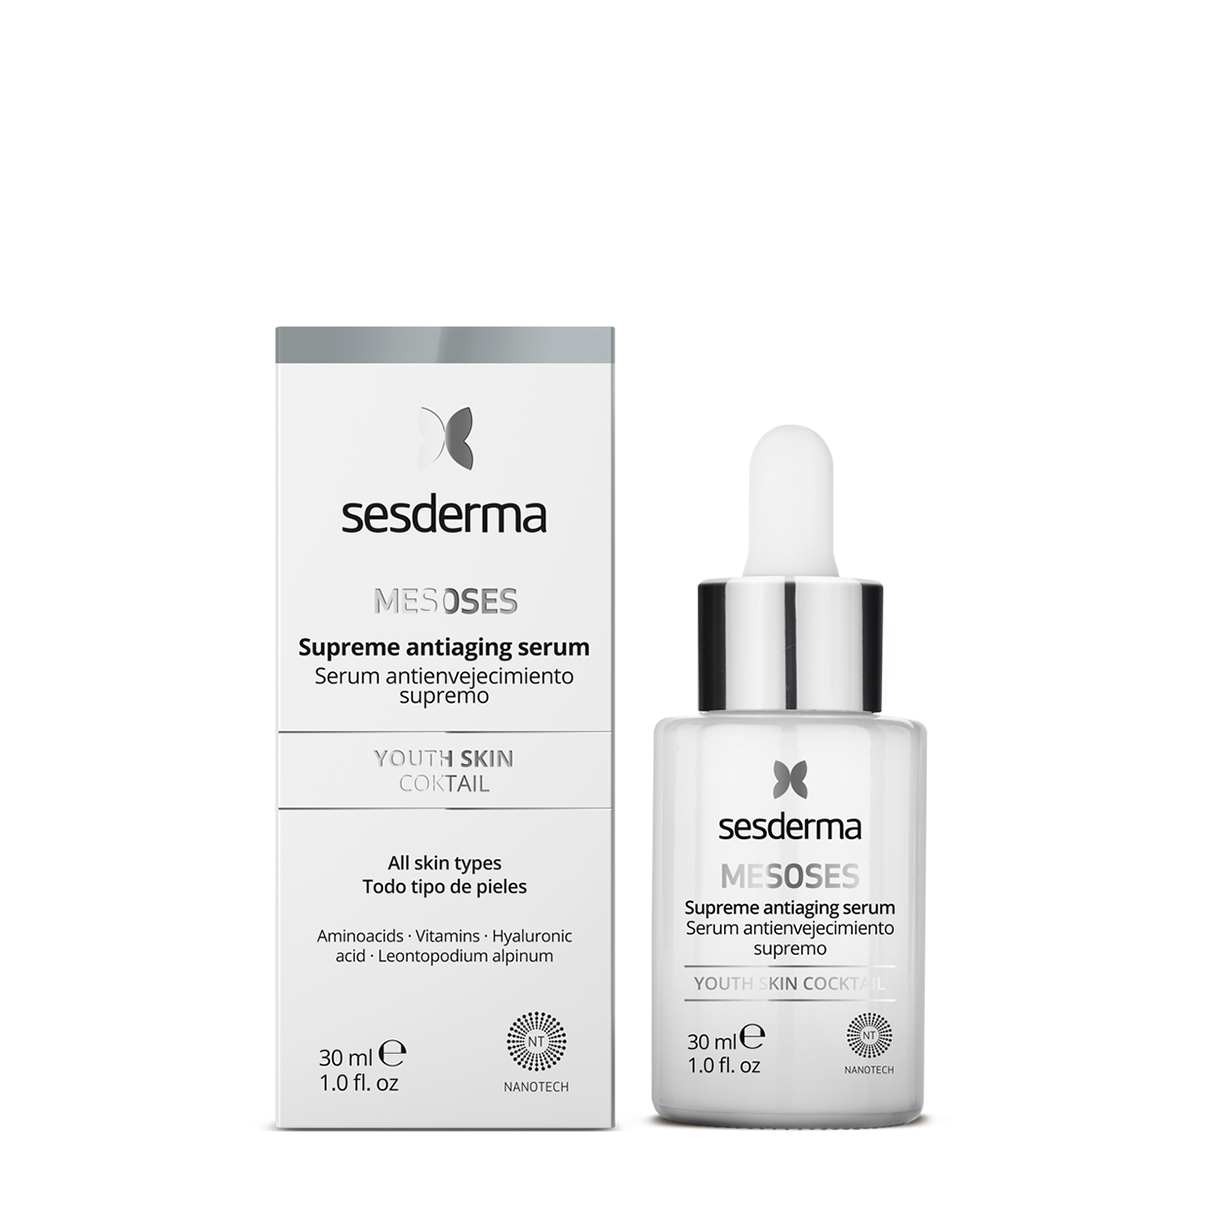 sesderma
MESOSES
Supreme antiaging serum
Serum antienvejecimiento
supremo
YOUTH SKIN
COKTAIL
All skin types
Todo tipo de pieles
Aminoacids · Vitamins · Hyaluronic
acid · Leontopodium alpinum
30 ml ℮
1.0 fl. oz
NT
NANOTECH
sesderma
MESOSES
Supreme antiaging serum
Serum antienvejecimiento
supremo
YOUTH SKIN COCKTAIL
30 ml ℮
1.0 fl. oz
NT
NANOTECH